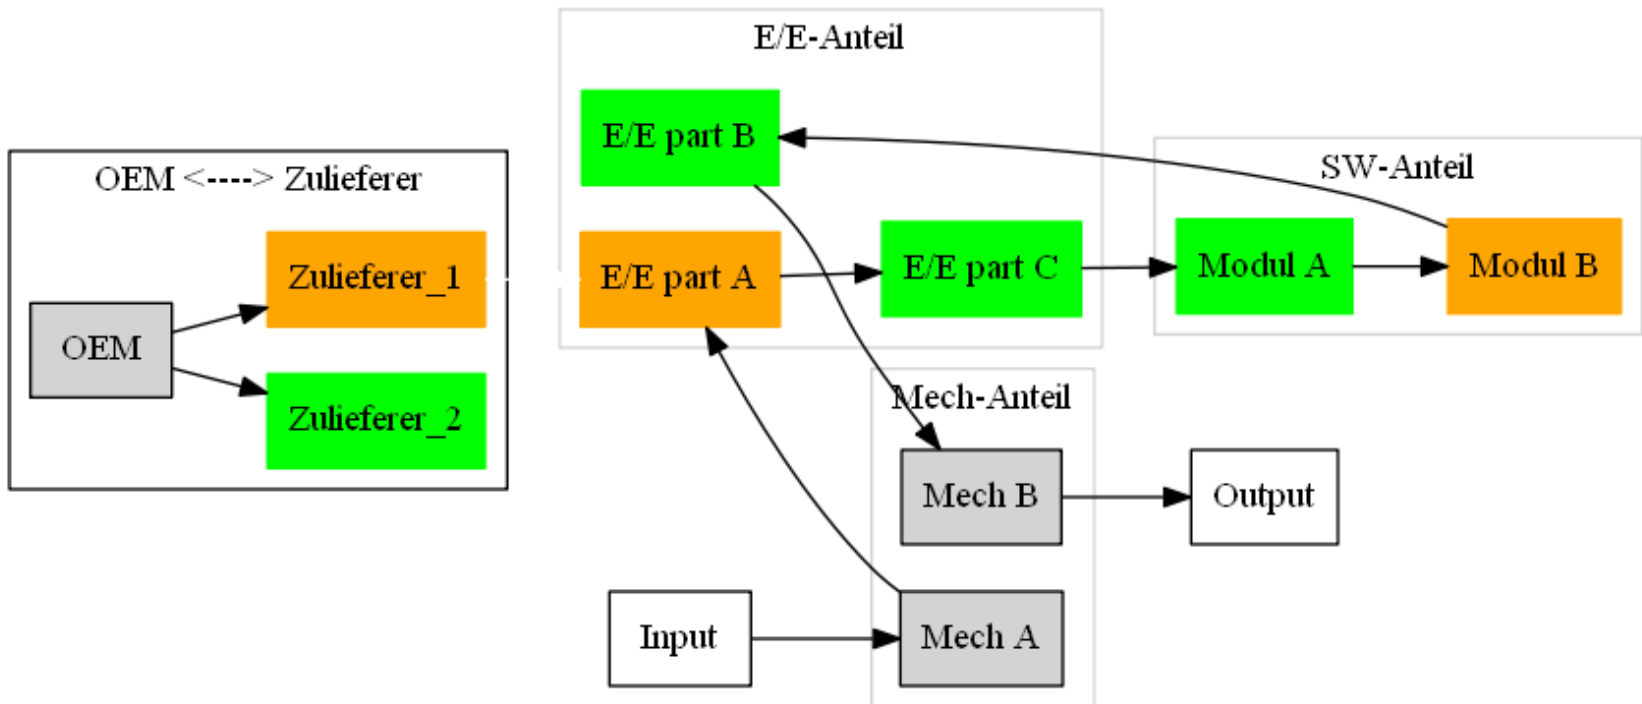 OEM <----> Zulieferer
OEM
Zulieferer_1
Zulieferer_2
E/E-Anteil
E/E part B
E/E part A
E/E part C
SW-Anteil
Modul A
Modul B
Mech-Anteil
Mech B
Output
Input
Mech A